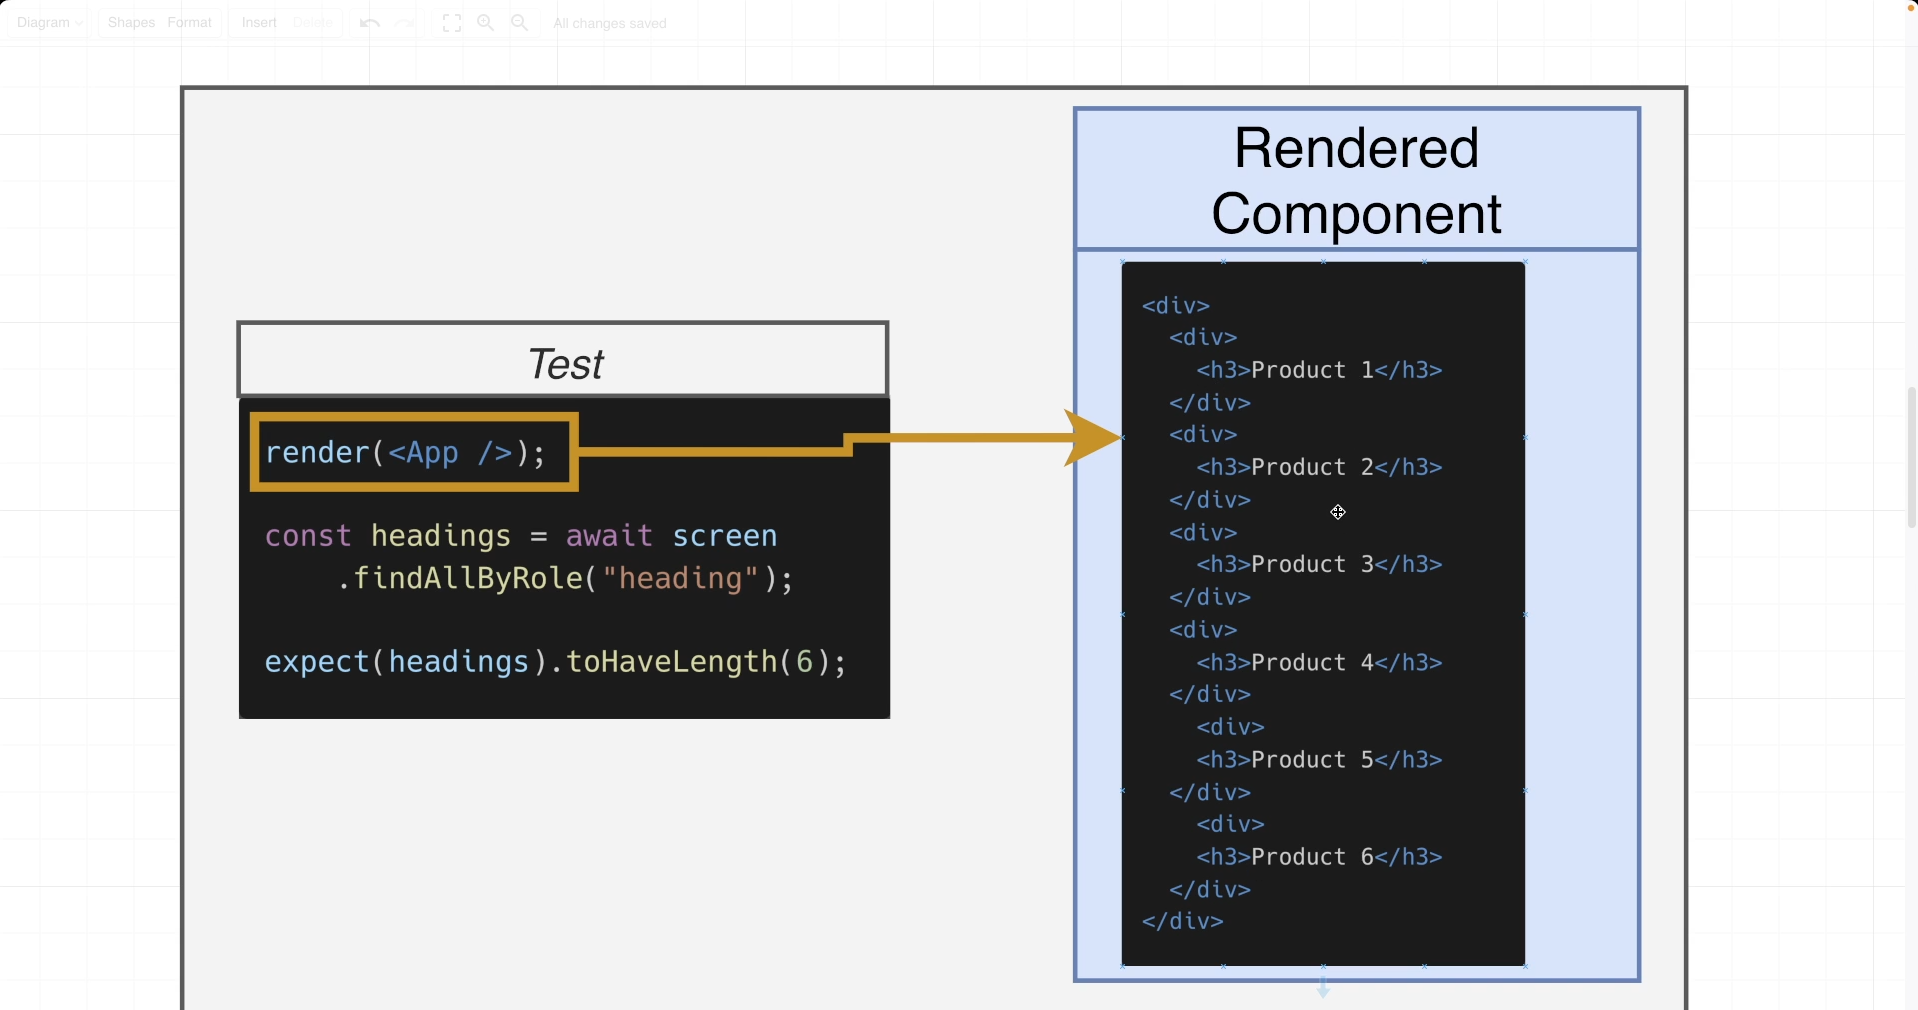 Diagram Shapes Format Insert Delete All changes saved
Rendered
Component
Test
render(<App />);
const headings = await screen
.findAllByRole("heading");
expect(headings).toHaveLength(6);
<div>
<div>
<h3>Product 1</h3>
</div>
<div>
<h3>Product 2</h3>
</div>
<div>
<h3>Product 3</h3>
</div>
<div>
<h3>Product 4</h3>
</div>
<div>
<h3>Product 5</h3>
</div>
<div>
<h3>Product 6</h3>
</div>
</div>